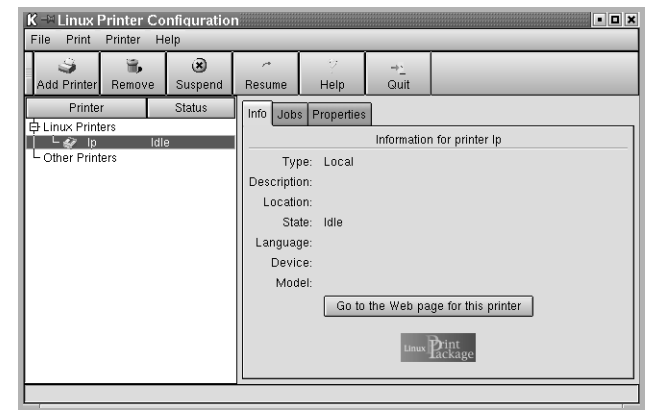 K Linux Printer Configuration
File Print Printer Help
Add Printer Remove Suspend Resume Help Quit
Printer Status
Info Jobs Properties
Linux Printers
lp Idle
Other Printers
Information for printer lp
Type: Local
Description:
Location:
State: Idle
Language:
Device:
Model:
Go to the Web page for this printer
Linux Print Package